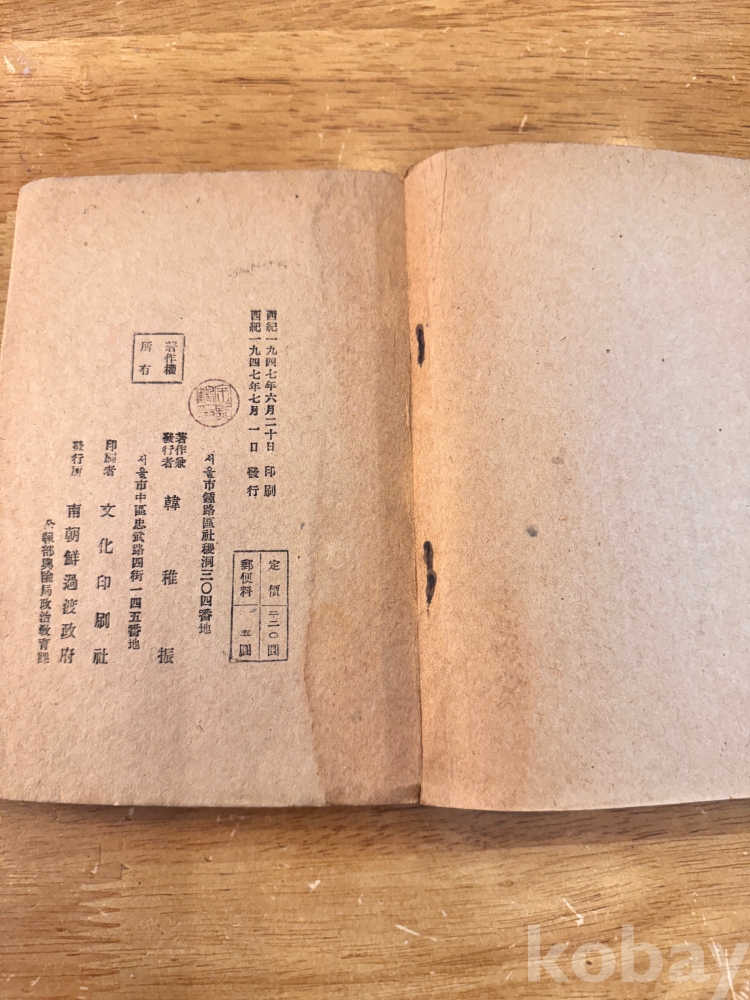 西紀一九四七年六月二十日 印刷
西紀一九四七年七月 一日 發行
定價 二二〇圓
郵便料 五圓
서울市鍾路區社稷洞三〇四番地
著作兼
發行者 韓稚振
서울市中區忠武路四街一四五番地
印刷者 文化印刷社
發行所 南朝鮮過渡政府
公報部輿論局政治敎育課
著作權
所有
kobay